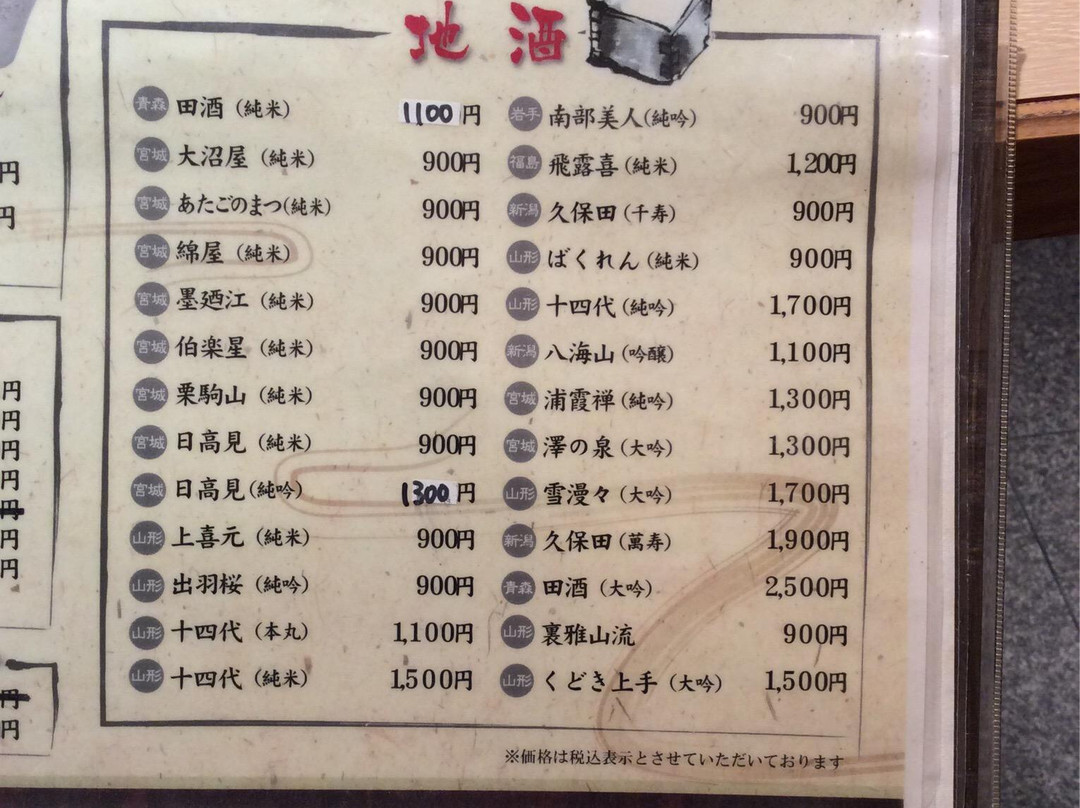 地酒
青森 田酒（純米） 1100円
宮城 大沼屋（純米） 900円
宮城 あたごのまつ(純米) 900円
宮城 綿屋（純米） 900円
宮城 墨廼江（純米） 900円
宮城 伯楽星（純米） 900円
宮城 栗駒山（純米） 900円
宮城 日高見（純米） 900円
宮城 日高見(純吟) 1300円
山形 上喜元（純米） 900円
山形 出羽桜（純吟） 900円
山形 十四代（本丸） 1,100円
山形 十四代（純米） 1,500円
岩手 南部美人(純吟) 900円
福島 飛露喜（純米） 1,200円
新潟 久保田（千寿） 900円
山形 ばくれん（純米） 900円
山形 十四代（純吟） 1,700円
新潟 八海山（吟醸） 1,100円
宮城 浦霞禅（純吟） 1,300円
宮城 澤の泉（大吟） 1,300円
山形 雪漫々（大吟） 1,700円
新潟 久保田（萬寿） 1,900円
青森 田酒（大吟） 2,500円
山形 裏雅山流 900円
山形 くどき上手（大吟） 1,500円
※価格は税込表示とさせていただいております
円
円
円
円
円
円
円
円
円
円
円